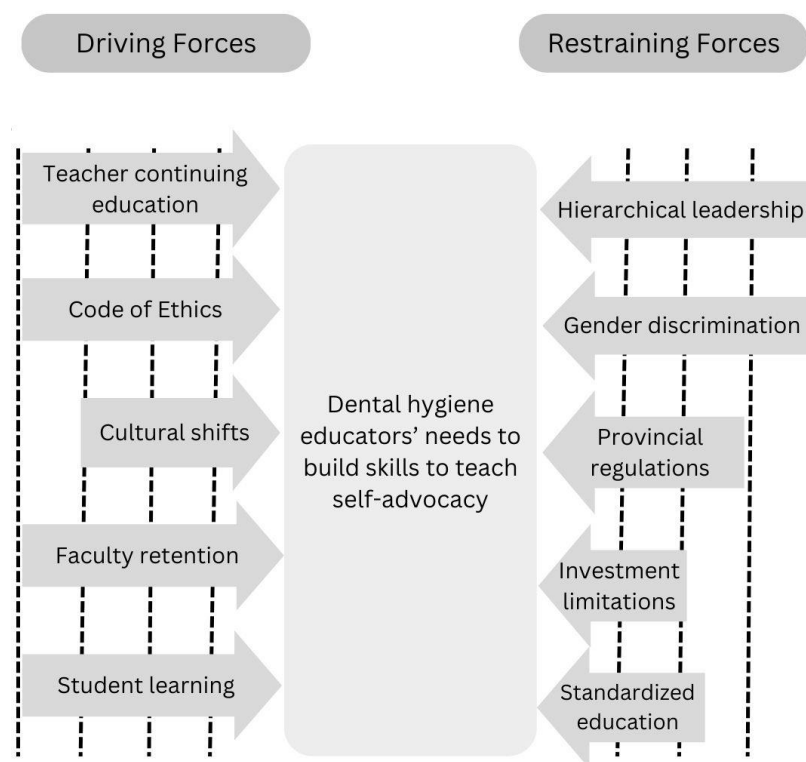 Driving Forces
Restraining Forces
Teacher continuing
education
Code of Ethics
Cultural shifts
Faculty retention
Student learning
Dental hygiene
educators’ needs to
build skills to teach
self-advocacy
Hierarchical leadership
Gender discrimination
Provincial
regulations
Investment
limitations
Standardized
education